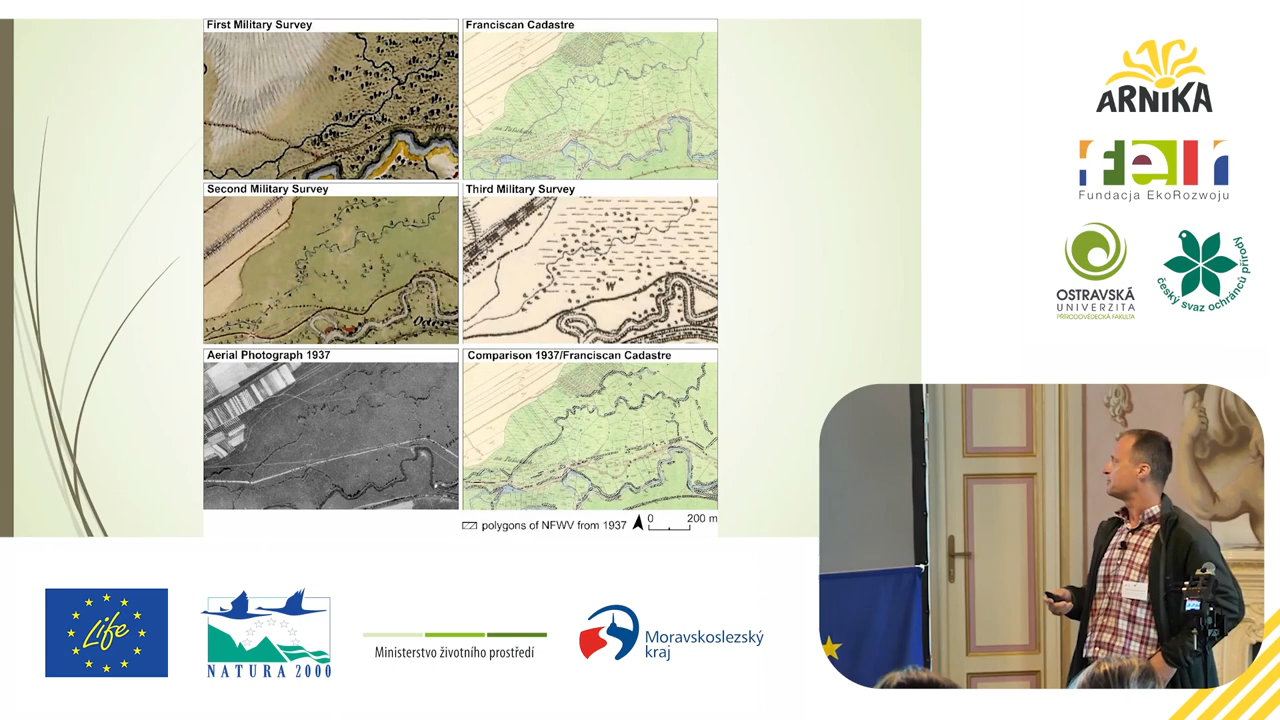 First Military Survey
Franciscan Cadastre
Second Military Survey
Third Military Survey
W
Aerial Photograph 1937
Comparison 1937/Franciscan Cadastre
polygons of NFWV from 1937
0 200 m
ARNIKA
feri
Fundacja EkoRozwoju
OSTRAVSKÁ
UNIVERZITA
PŘÍRODOVĚDECKÁ FAKULTA
český svaz ochránců přírody
Life
NATURA 2000
Ministerstvo životního prostředí
Moravskoslezský
kraj